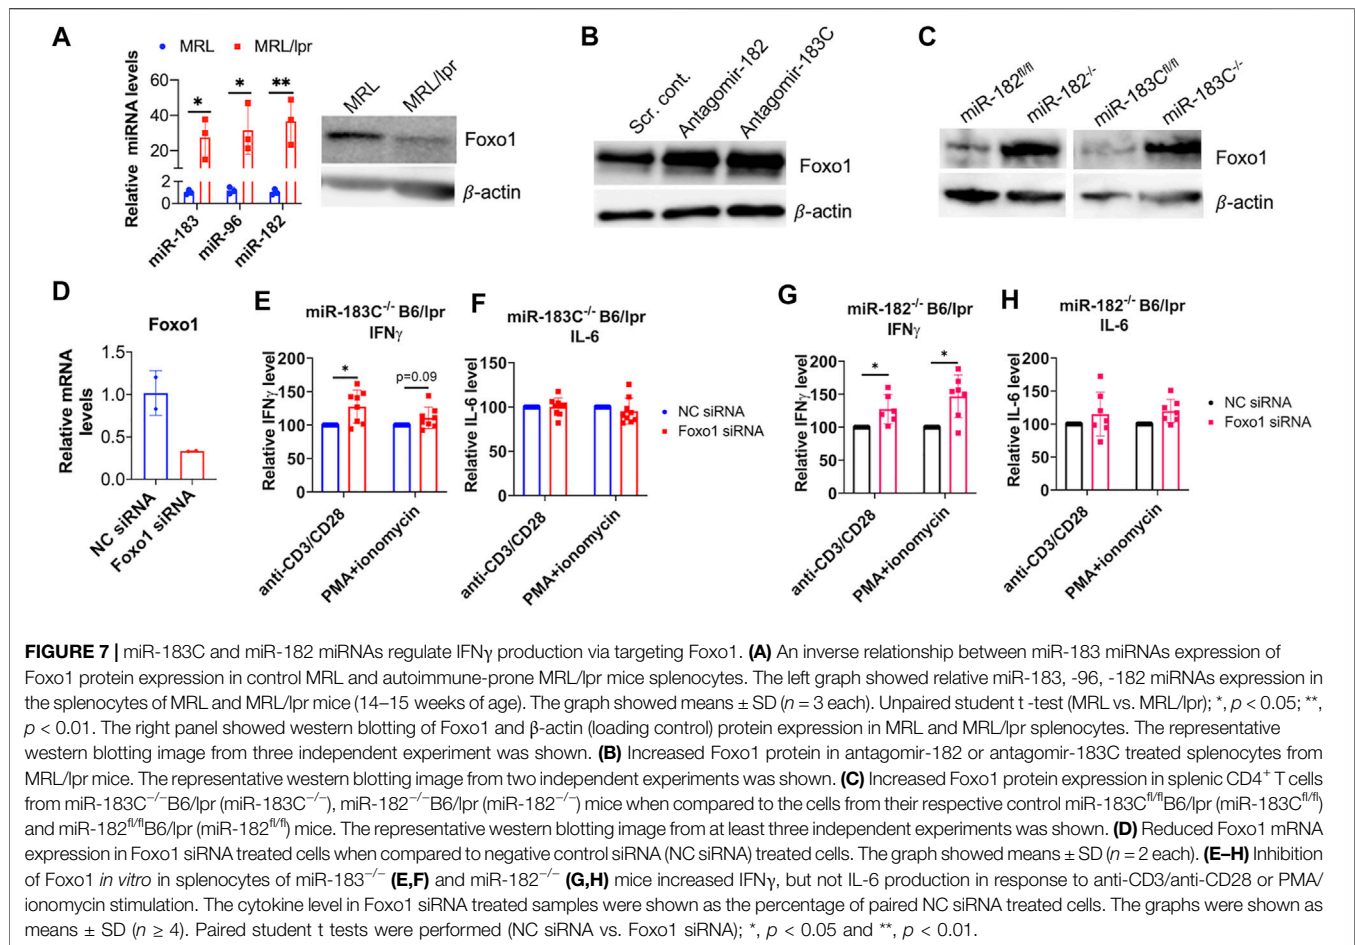 A
MRL
MRL/lpr
Relative miRNA levels
60
40
20
2
1
0
*
*
**
miR-183
miR-96
miR-182
MRL
MRL/lpr
Foxo1
β-actin
B
Scr. cont.
Antagomir-182
Antagomir-183C
Foxo1
β-actin
C
miR-182fl/fl
miR-182-/-
miR-183Cfl/fl
miR-183C-/-
Foxo1
β-actin
D
Foxo1
Relative mRNA
levels
1.5
1.0
0.5
0.0
NC siRNA
Foxo1 siRNA
E
miR-183C-/- B6/lpr
IFNγ
Relative IFNγ level
200
150
100
50
0
*
p=0.09
anti-CD3/CD28
PMA+ionomycin
F
miR-183C-/- B6/lpr
IL-6
Relative IL-6 level
150
100
50
0
anti-CD3/CD28
PMA+ionomycin
NC siRNA
Foxo1 siRNA
G
miR-182-/- B6/lpr
IFNγ
Relative IFNγ level
200
150
100
50
0
*
*
anti-CD3/CD28
PMA+ionomycin
H
miR-182-/- B6/lpr
IL-6
Relative IL-6 level
200
150
100
50
0
anti-CD3/CD28
PMA+ionomycin
NC siRNA
Foxo1 siRNA
FIGURE 7 | miR-183C and miR-182 miRNAs regulate IFNγ production via targeting Foxo1. (A) An inverse relationship between miR-183 miRNAs expression of
Foxo1 protein expression in control MRL and autoimmune-prone MRL/lpr mice splenocytes. The left graph showed relative miR-183, -96, -182 miRNAs expression in
the splenocytes of MRL and MRL/lpr mice (14–15 weeks of age). The graph showed means ± SD (n = 3 each). Unpaired student t -test (MRL vs. MRL/lpr); *, p < 0.05; **,
p < 0.01. The right panel showed western blotting of Foxo1 and β-actin (loading control) protein expression in MRL and MRL/lpr splenocytes. The representative
western blotting image from three independent experiment was shown. (B) Increased Foxo1 protein in antagomir-182 or antagomir-183C treated splenocytes from
MRL/lpr mice. The representative western blotting image from two independent experiments was shown. (C) Increased Foxo1 protein expression in splenic CD4+ T cells
from miR-183C−/−B6/lpr (miR-183C−/−), miR-182−/−B6/lpr (miR-182−/−) mice when compared to the cells from their respective control miR-183Cfl/flB6/lpr (miR-183Cfl/fl)
and miR-182fl/flB6/lpr (miR-182fl/fl) mice. The representative western blotting image from at least three independent experiments was shown. (D) Reduced Foxo1 mRNA
expression in Foxo1 siRNA treated cells when compared to negative control siRNA (NC siRNA) treated cells. The graph showed means ± SD (n = 2 each). (E–H) Inhibition
of Foxo1 in vitro in splenocytes of miR-183−/− (E,F) and miR-182−/− (G,H) mice increased IFNγ, but not IL-6 production in response to anti-CD3/anti-CD28 or PMA/
ionomycin stimulation. The cytokine level in Foxo1 siRNA treated samples were shown as the percentage of paired NC siRNA treated cells. The graphs were shown as
means ± SD (n ≥ 4). Paired student t tests were performed (NC siRNA vs. Foxo1 siRNA); *, p < 0.05 and **, p < 0.01.